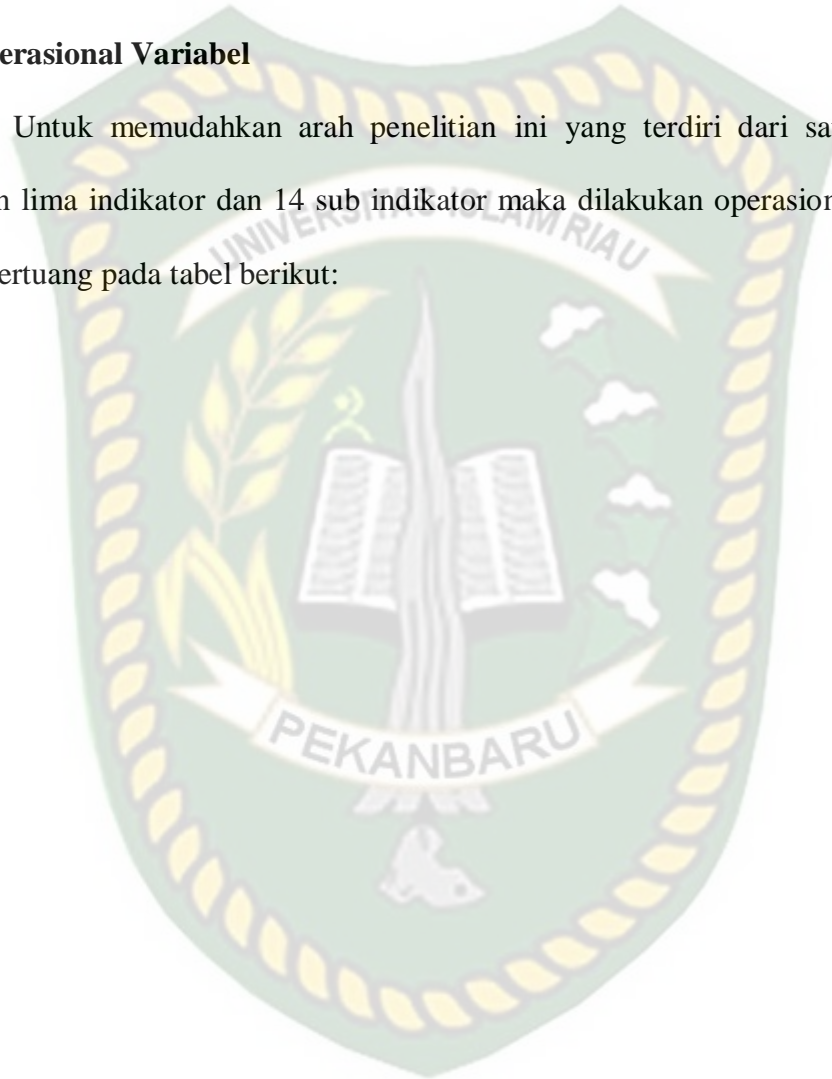 erasional Variabel
Untuk memudahkan arah penelitian ini yang terdiri dari sa
n lima indikator dan 14 sub indikator maka dilakukan operasion
ertuang pada tabel berikut:
UNIVERSITAS ISLAM RIAU
PEKANBARU